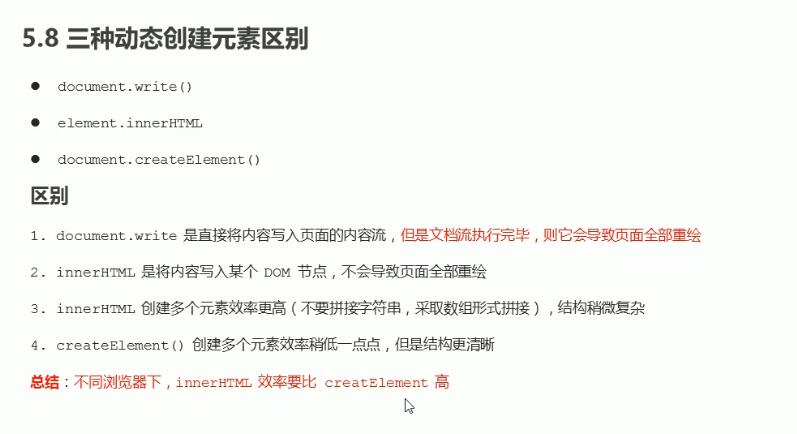 5.8 三种动态创建元素区别
● document.write()
● element.innerHTML
● document.createElement()
区别
1. document.write 是直接将内容写入页面的内容流，但是文档流执行完毕，则它会导致页面全部重绘
2. innerHTML 是将内容写入某个 DOM 节点，不会导致页面全部重绘
3. innerHTML 创建多个元素效率更高（不要拼接字符串，采取数组形式拼接），结构稍微复杂
4. createElement() 创建多个元素效率稍低一点点，但是结构更清晰
总结：不同浏览器下，innerHTML 效率要比 creatElement 高